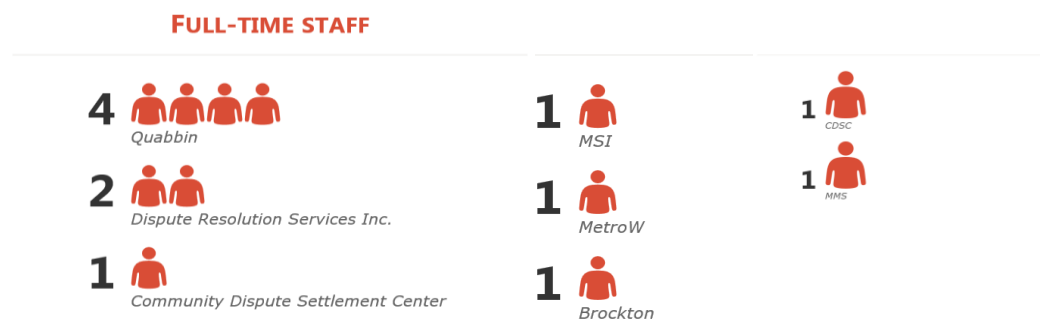 FULL-TIME STAFF
4
Quabbin
2
Dispute Resolution Services Inc.
1
Community Dispute Settlement Center
1
MSI
1
MetroW
1
Brockton
1
CDSC
1
MMS